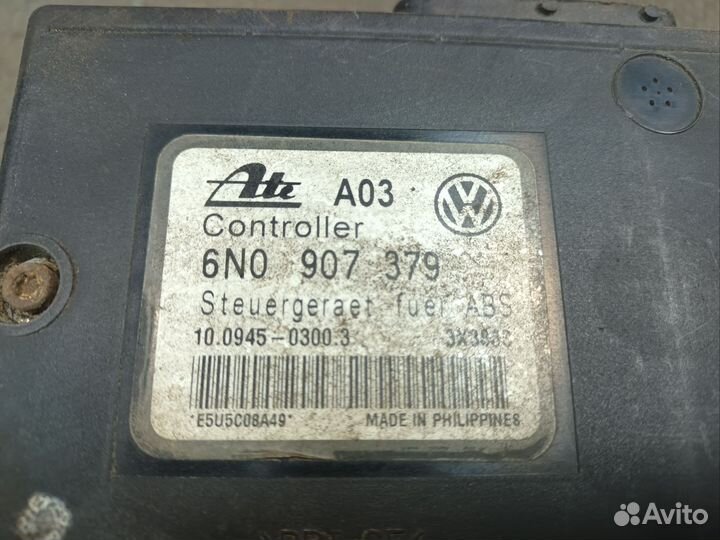 Ate A03
Controller
6N0 907 379
Steuergeraet fuer ABS
10.0945-0300.3
*E5U5C08A49* MADE IN PHILIPPINES
Avito